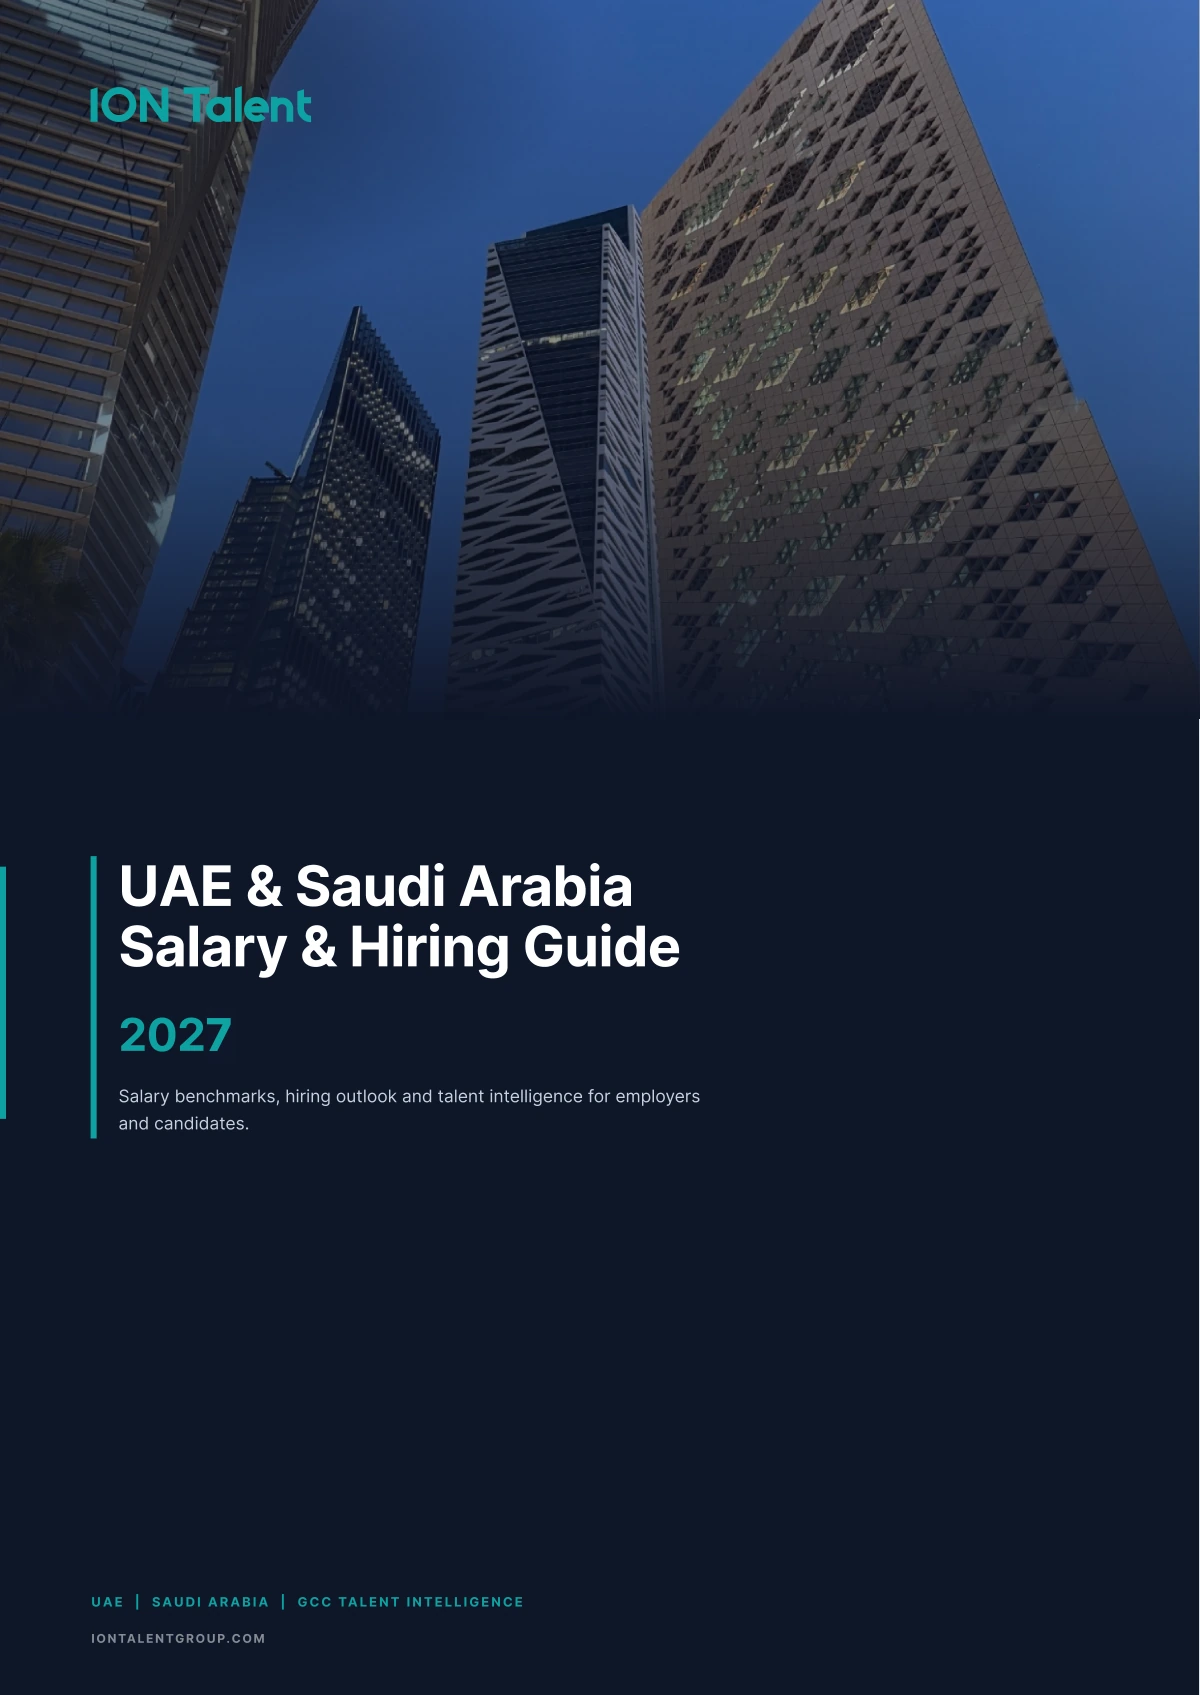 ION Talent
UAE & Saudi Arabia
Salary & Hiring Guide
2027
Salary benchmarks, hiring outlook and talent intelligence for employers
and candidates.
UAE | SAUDI ARABIA | GCC TALENT INTELLIGENCE
IONTALENTGROUP.COM